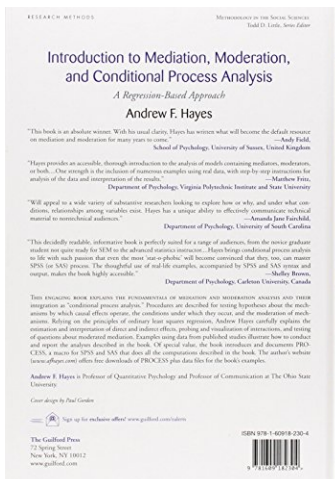 RESEARCH METHODS
METHODOLOGY IN THE SOCIAL SCIENCES
Todd D. Little, Series Editor
Introduction to Mediation, Moderation,
and Conditional Process Analysis
A Regression-Based Approach
Andrew F. Hayes
"This book is an absolute winner. With his usual clarity, Hayes has written what will become the default resource
on mediation and moderation for many years to come."
—Andy Field,
School of Psychology, University of Sussex, United Kingdom
"Hayes provides an accessible, thorough introduction to the analysis of models containing mediators, moderators,
or both....One strength is the inclusion of numerous examples using real data, with step-by-step instructions for
analysis of the data and interpretation of the results."
—Matthew Fritz,
Department of Psychology, Virginia Polytechnic Institute and State University
"Will appeal to a wide variety of substantive researchers looking to explore how or why, and under what con-
ditions, relationships among variables exist. Hayes has a unique ability to effectively communicate technical
material to nontechnical audiences."
—Amanda Jane Fairchild,
Department of Psychology, University of South Carolina
"This decidedly readable, informative book is perfectly suited for a range of audiences, from the novice graduate
student not quite ready for SEM to the advanced statistics instructor....Hayes brings conditional process analysis
to life with such passion that even the most 'stat-o-phobic' will become convinced that they, too, can master
SPSS (or SAS) process. The thoughtful use of real-life examples, accompanied by SPSS and SAS syntax and
output, makes the book highly accessible."
—Shelley Brown,
Department of Psychology, Carleton University, Canada
THIS ENGAGING BOOK EXPLAINS THE FUNDAMENTALS OF MEDIATION AND MODERATION ANALYSIS AND THEIR
integration as "conditional process analysis." Procedures are described for testing hypotheses about the mech-
anisms by which causal effects operate, the conditions under which they occur, and the moderation of mech-
anisms. Relying on the principles of ordinary least squares regression, Andrew Hayes carefully explains the
estimation and interpretation of direct and indirect effects, probing and visualization of interactions, and testing
of questions about moderated mediation. Examples using data from published studies illustrate how to conduct
and report the analyses described in the book. Of special value, the book introduces and documents PRO-
CESS, a macro for SPSS and SAS that does all the computations described in the book. The author's website
(www.afhayes.com) offers free downloads of PROCESS plus data files for the book's examples.
Andrew F. Hayes is Professor of Quantitative Psychology and Professor of Communication at The Ohio State
University.
Cover design by Paul Gordon
Sign up for exclusive offers! www.guilford.com/ealerts
The Guilford Press
72 Spring Street
New York, NY 10012
www.guilford.com
ISBN 978-1-60918-230-4
9 781609 182304